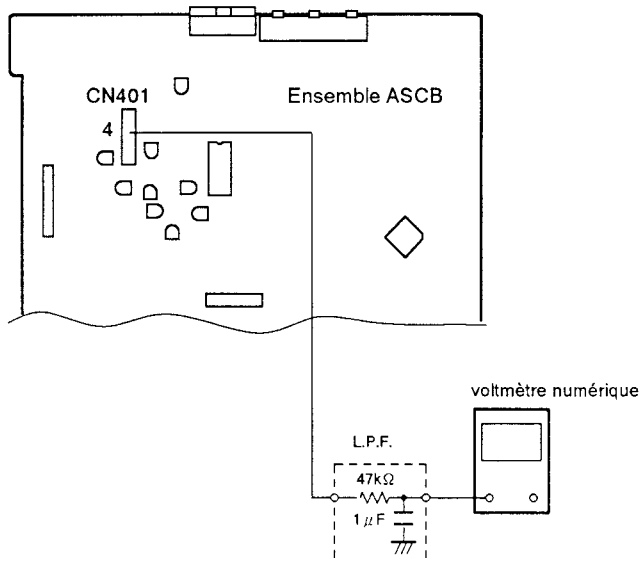 CN401
Ensemble ASCB
4
voltmètre numérique
L.P.F.
47kΩ
1μF